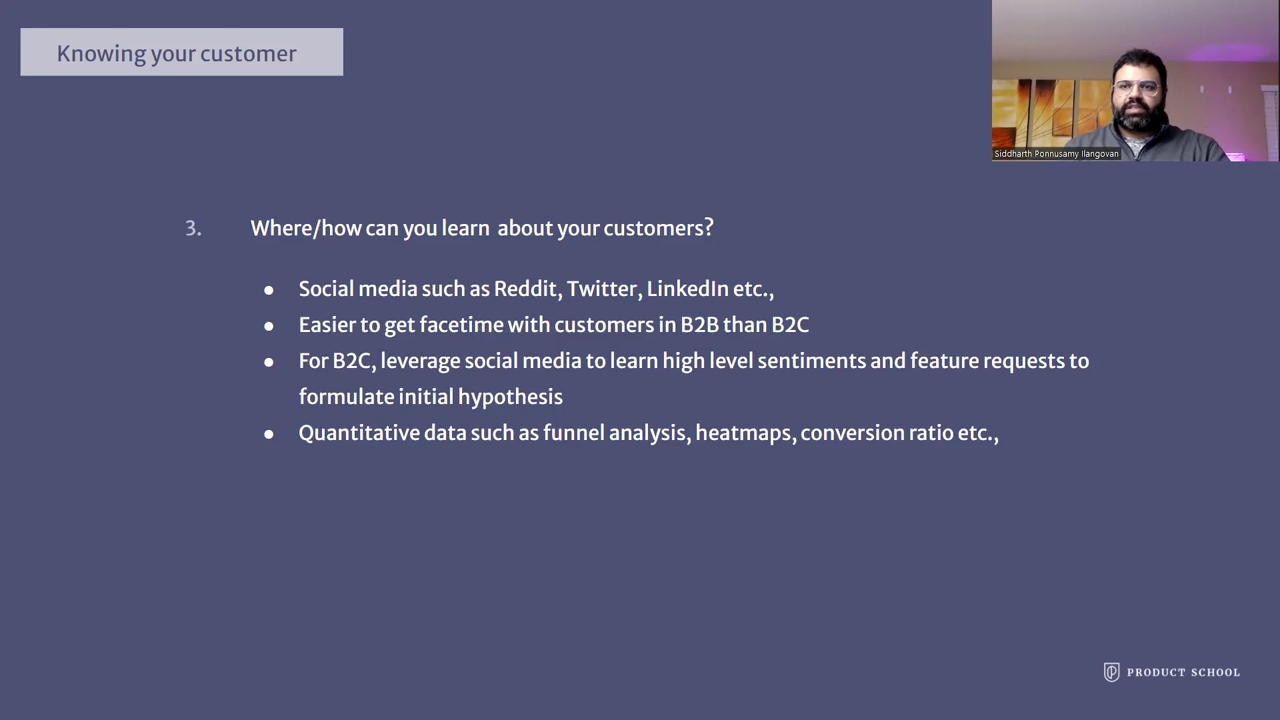 Knowing your customer
Siddharth Ponnusamy Ilangovan
3. Where/how can you learn about your customers?
● Social media such as Reddit, Twitter, LinkedIn etc.,
● Easier to get facetime with customers in B2B than B2C
● For B2C, leverage social media to learn high level sentiments and feature requests to
formulate initial hypothesis
● Quantitative data such as funnel analysis, heatmaps, conversion ratio etc.,
PRODUCT SCHOOL